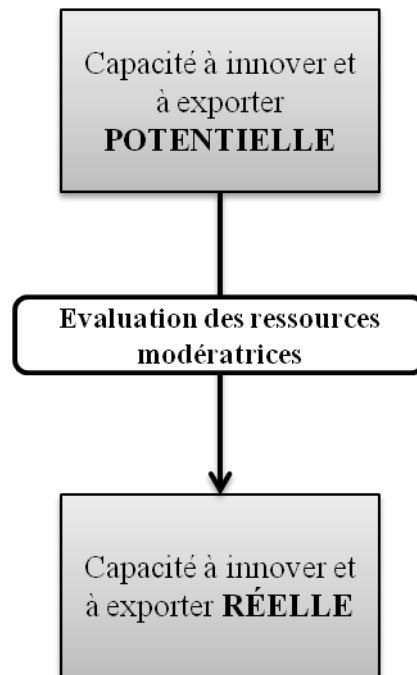 Capacité à innover et
à exporter
POTENTIELLE
Evaluation des ressources
modératrices
Capacité à innover et
à exporter RÉELLE